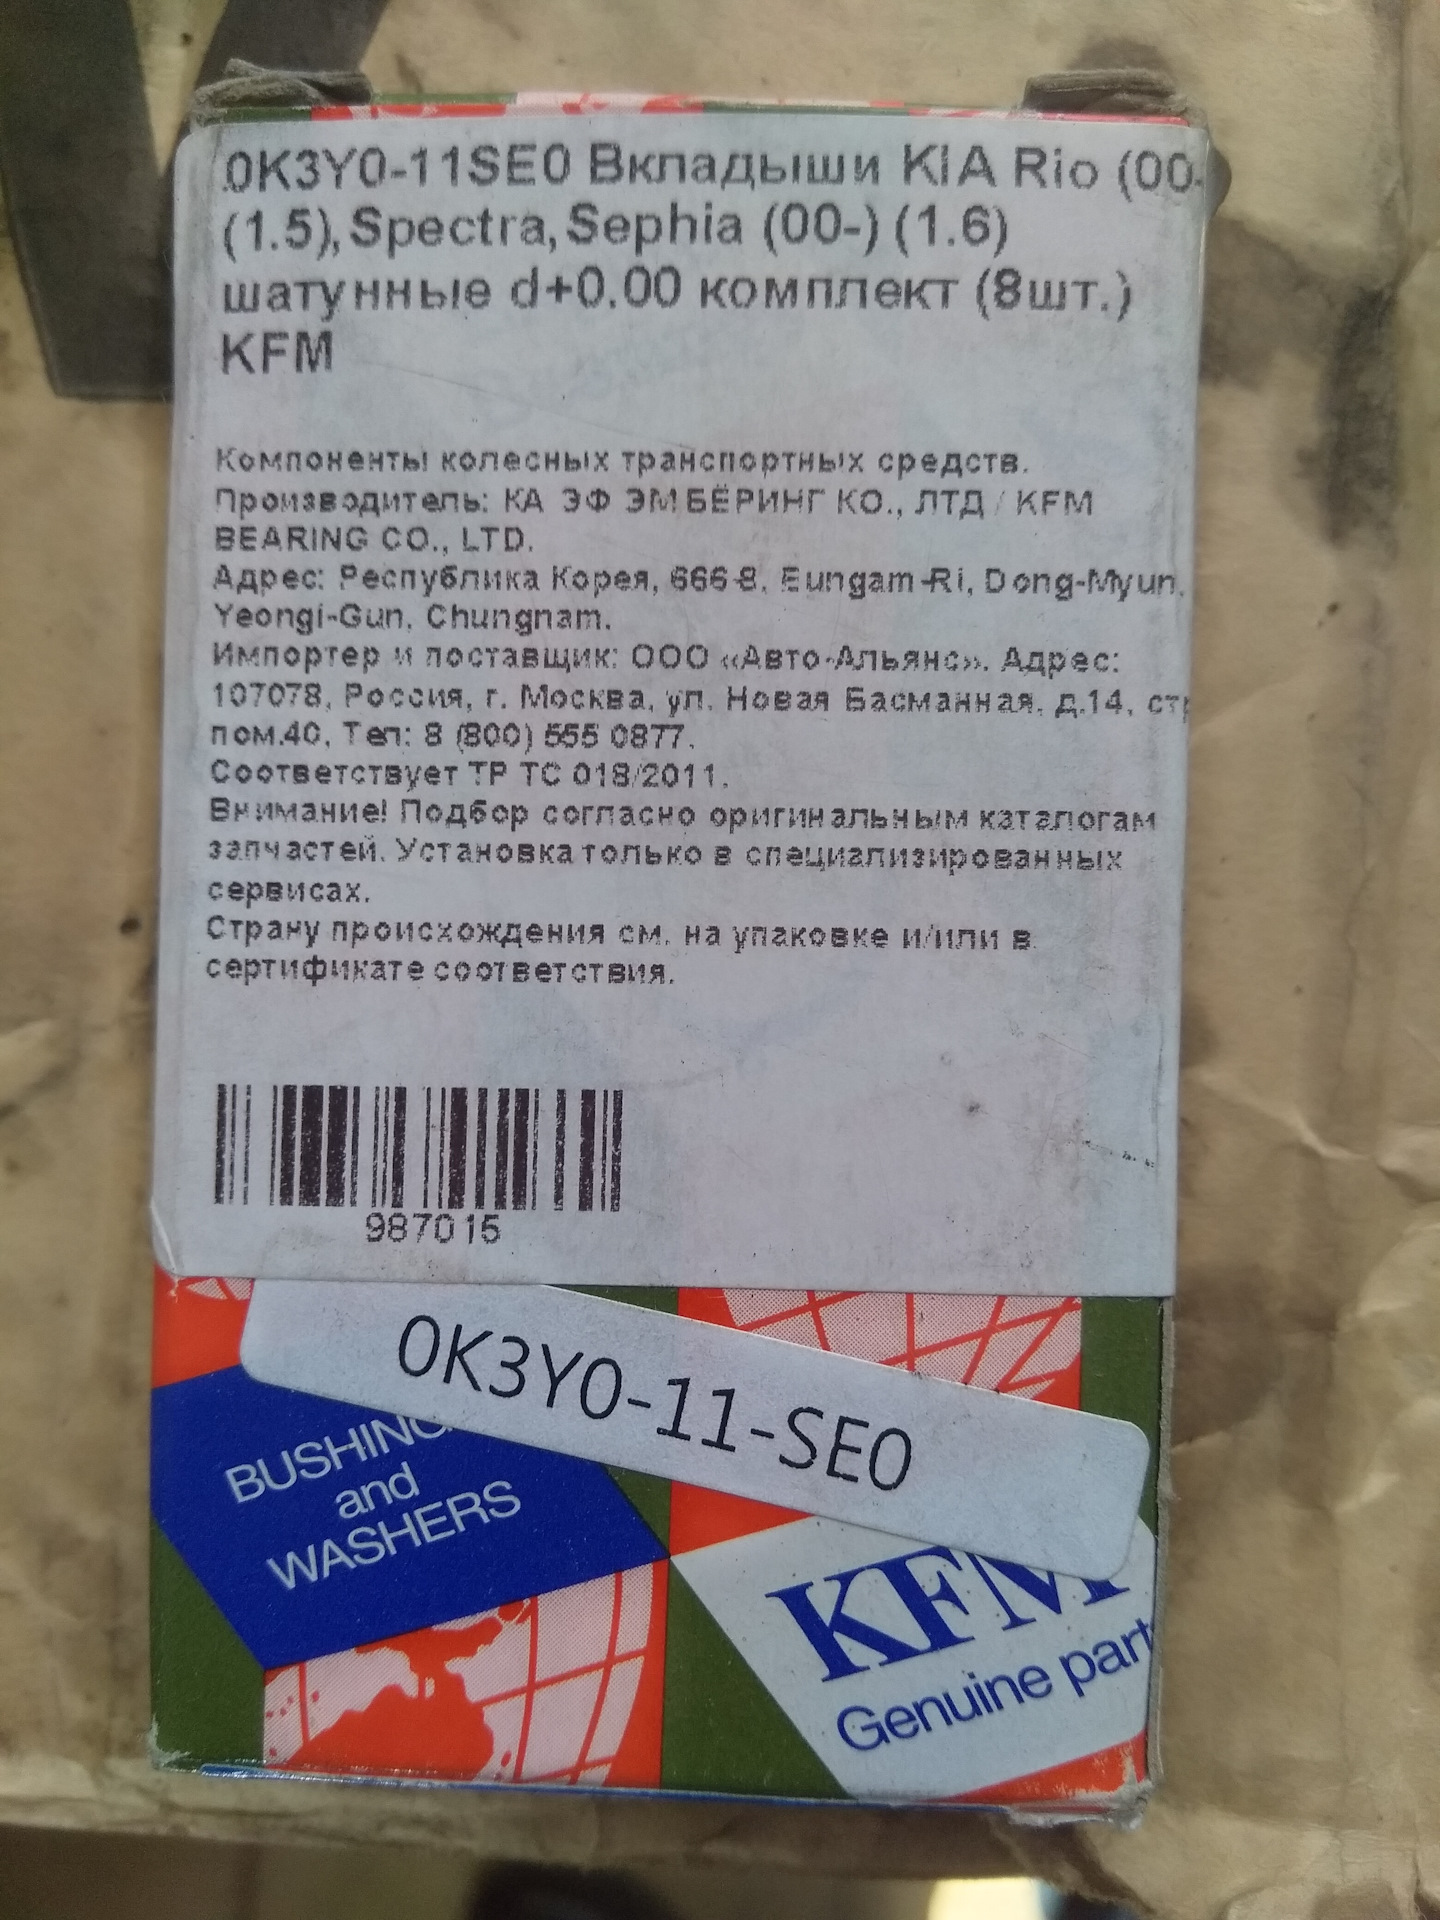 0K3Y0-11SE0 Вкладыши KIA Rio (00-
(1.5), Spectra, Sephia (00-) (1.6)
шатунные d+0.00 комплект (8шт.)
KFM
Компоненты колесных транспортных средств.
Производитель: КА ЭФ ЭМ БЁРИНГ КО., ЛТД / KFM
BEARING CO., LTD.
Адрес: Республика Корея, 666-8, Eungam-Ri, Dong-Myun,
Yeongi-Gun, Chungnam.
Импортер и поставщик: ООО «Авто-Альянс». Адрес:
107078, Россия, г. Москва, ул. Новая Басманная, д.14, стр
пом.40, Тел: 8 (800) 555 0877.
Соответствует ТР ТС 018/2011.
Внимание! Подбор согласно оригинальным каталогам
запчастей. Установка только в специализированных
сервисах.
Страну происхождения см. на упаковке и/или в
сертификате соответствия.
987015
0K3Y0-11-SE0
BUSHING
and
WASHERS
KFM
Genuine part